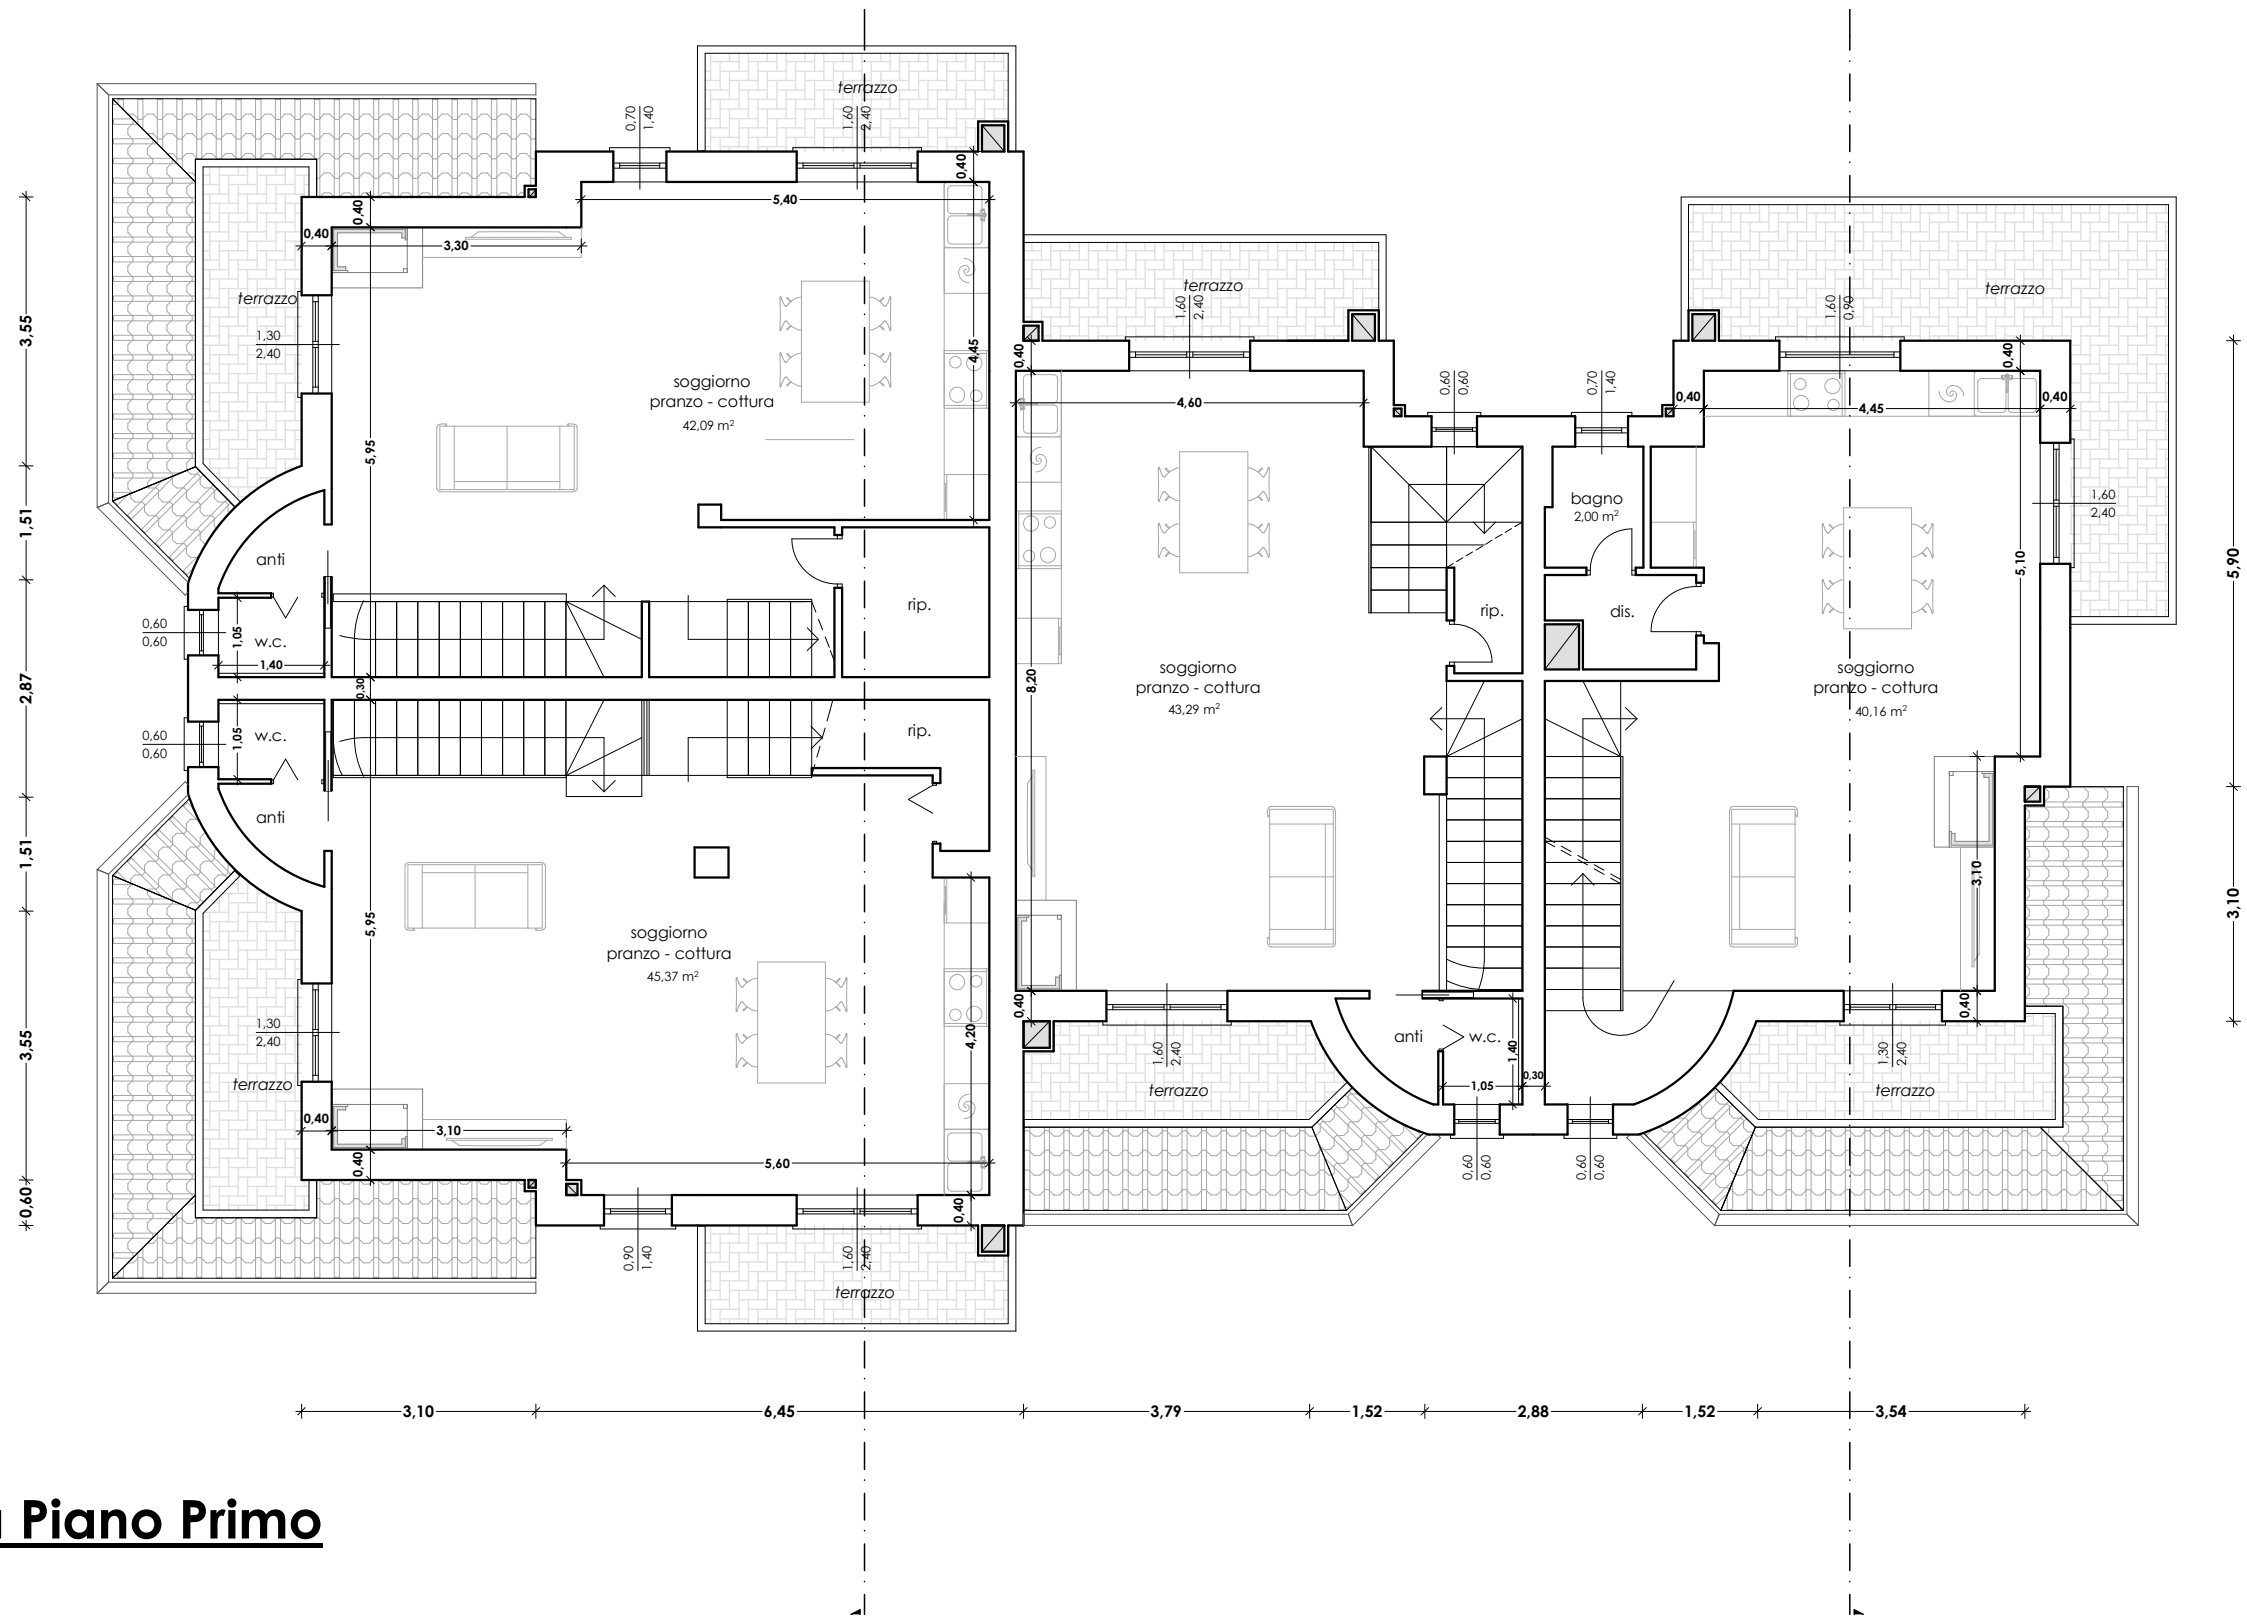 terrazzo
0,70
1,40
1,60
2,40
0,40
5,40
0,40
0,40
3,30
terrazzo
1,30
2,40
3,55
4,45
soggiorno
pranzo - cottura
42,09 m²
5,95
1,51
anti
rip.
0,60
0,60
1,05
w.c.
1,40
2,87
0,30
w.c.
1,05
0,60
0,60
rip.
anti
1,51
5,95
soggiorno
pranzo - cottura
45,37 m²
1,30
2,40
3,55
terrazzo
4,20
0,40
3,10
0,40
5,60
0,60
0,40
0,90
1,40
1,60
2,40
terrazzo
terrazzo
1,60
2,40
0,40
4,60
0,60
0,60
0,70
1,40
terrazzo
1,60
0,90
0,40
0,40
4,45
0,40
bagno
2,00 m²
1,60
2,40
5,10
5,90
rip.
dis.
soggiorno
pranzo - cottura
43,29 m²
8,20
soggiorno
pranzo - cottura
40,16 m²
3,10
3,10
0,40
0,40
anti
w.c.
1,40
1,05
0,30
1,60
2,40
terrazzo
1,30
2,40
terrazzo
0,60
0,60
0,60
0,60
3,10
6,45
3,79
1,52
2,88
1,52
3,54
Piano Primo